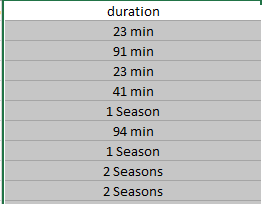 duration
23 min
91 min
23 min
41 min
1 Season
94 min
1 Season
2 Seasons
2 Seasons